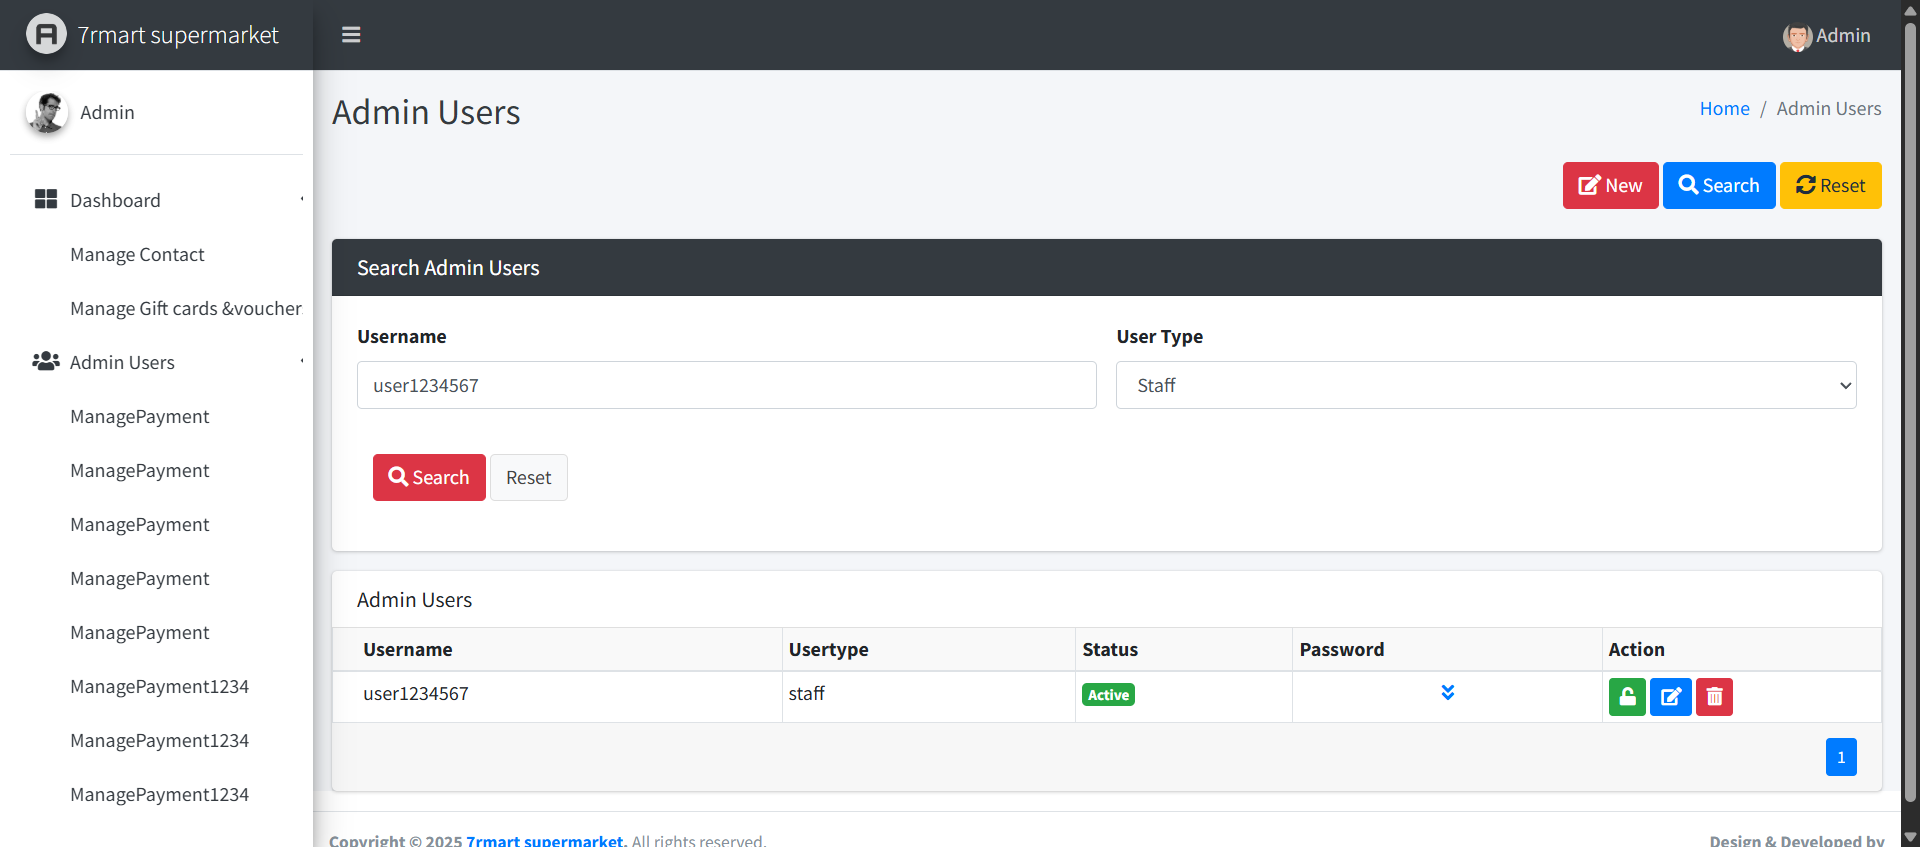 7rmart supermarket
Admin
Admin
Dashboard
Manage Contact
Manage Gift cards &voucher
Admin Users
ManagePayment
ManagePayment
ManagePayment
ManagePayment
ManagePayment
ManagePayment1234
ManagePayment1234
ManagePayment1234
Admin Users
Home / Admin Users
New Search Reset
Search Admin Users
Username User Type
user1234567 Staff
Search Reset
Admin Users
Username Usertype Status Password Action
user1234567 staff Active
1
Copyright © 2025 7rmart supermarket. All rights reserved.
Design & Developed by